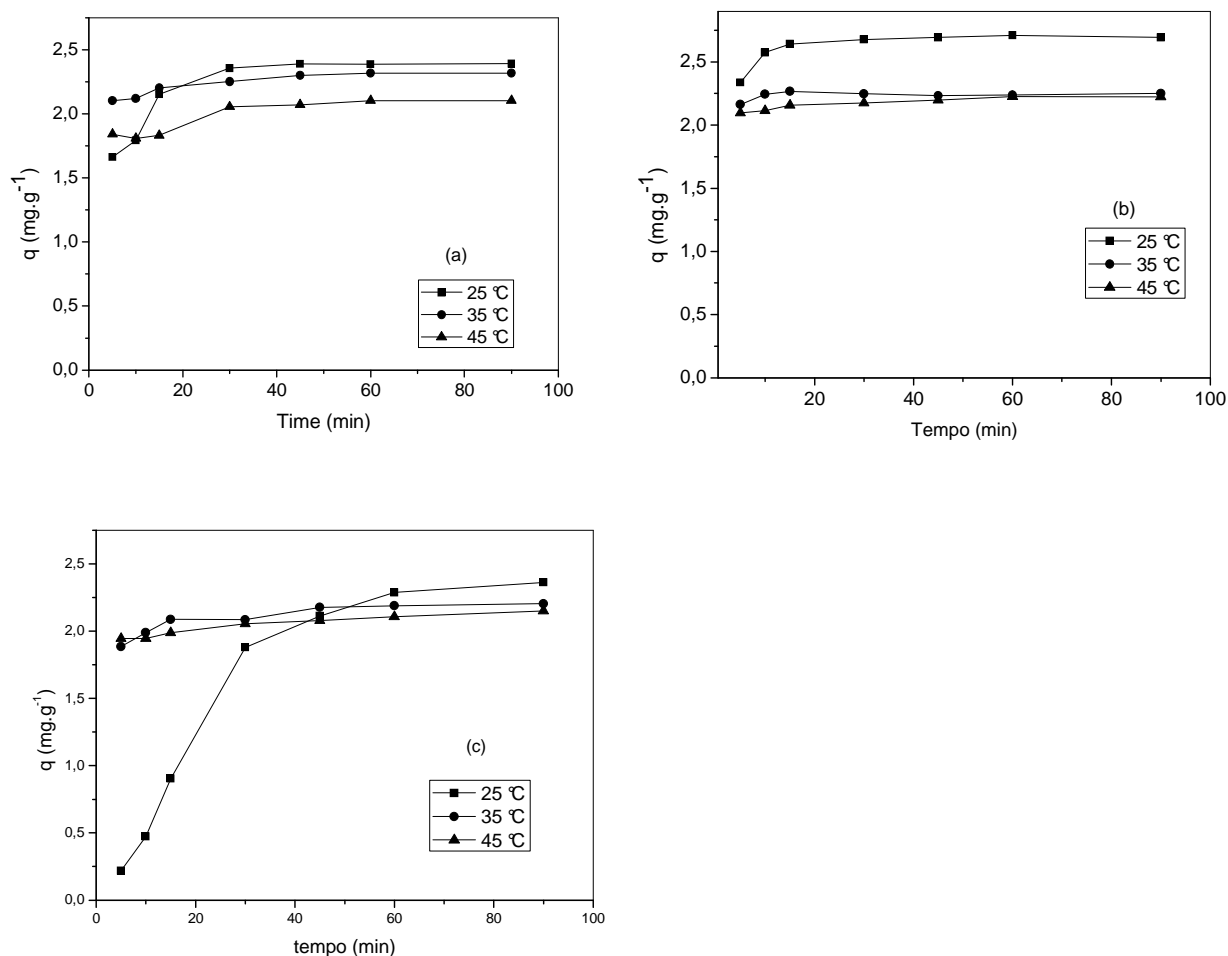 2,5
2,0
1,5
1,0
0,5
0,0
q (mg.g-1)
(a)
25 °C
35 °C
45 °C
0 20 40 60 80 100
Time (min)
2,5
2,0
1,5
1,0
0,5
0,0
q (mg.g-1)
(b)
25 °C
35 °C
45 °C
20 40 60 80 100
Tempo (min)
2,5
2,0
1,5
1,0
0,5
0,0
q (mg.g-1)
(c)
25 °C
35 °C
45 °C
0 20 40 60 80 100
tempo (min)